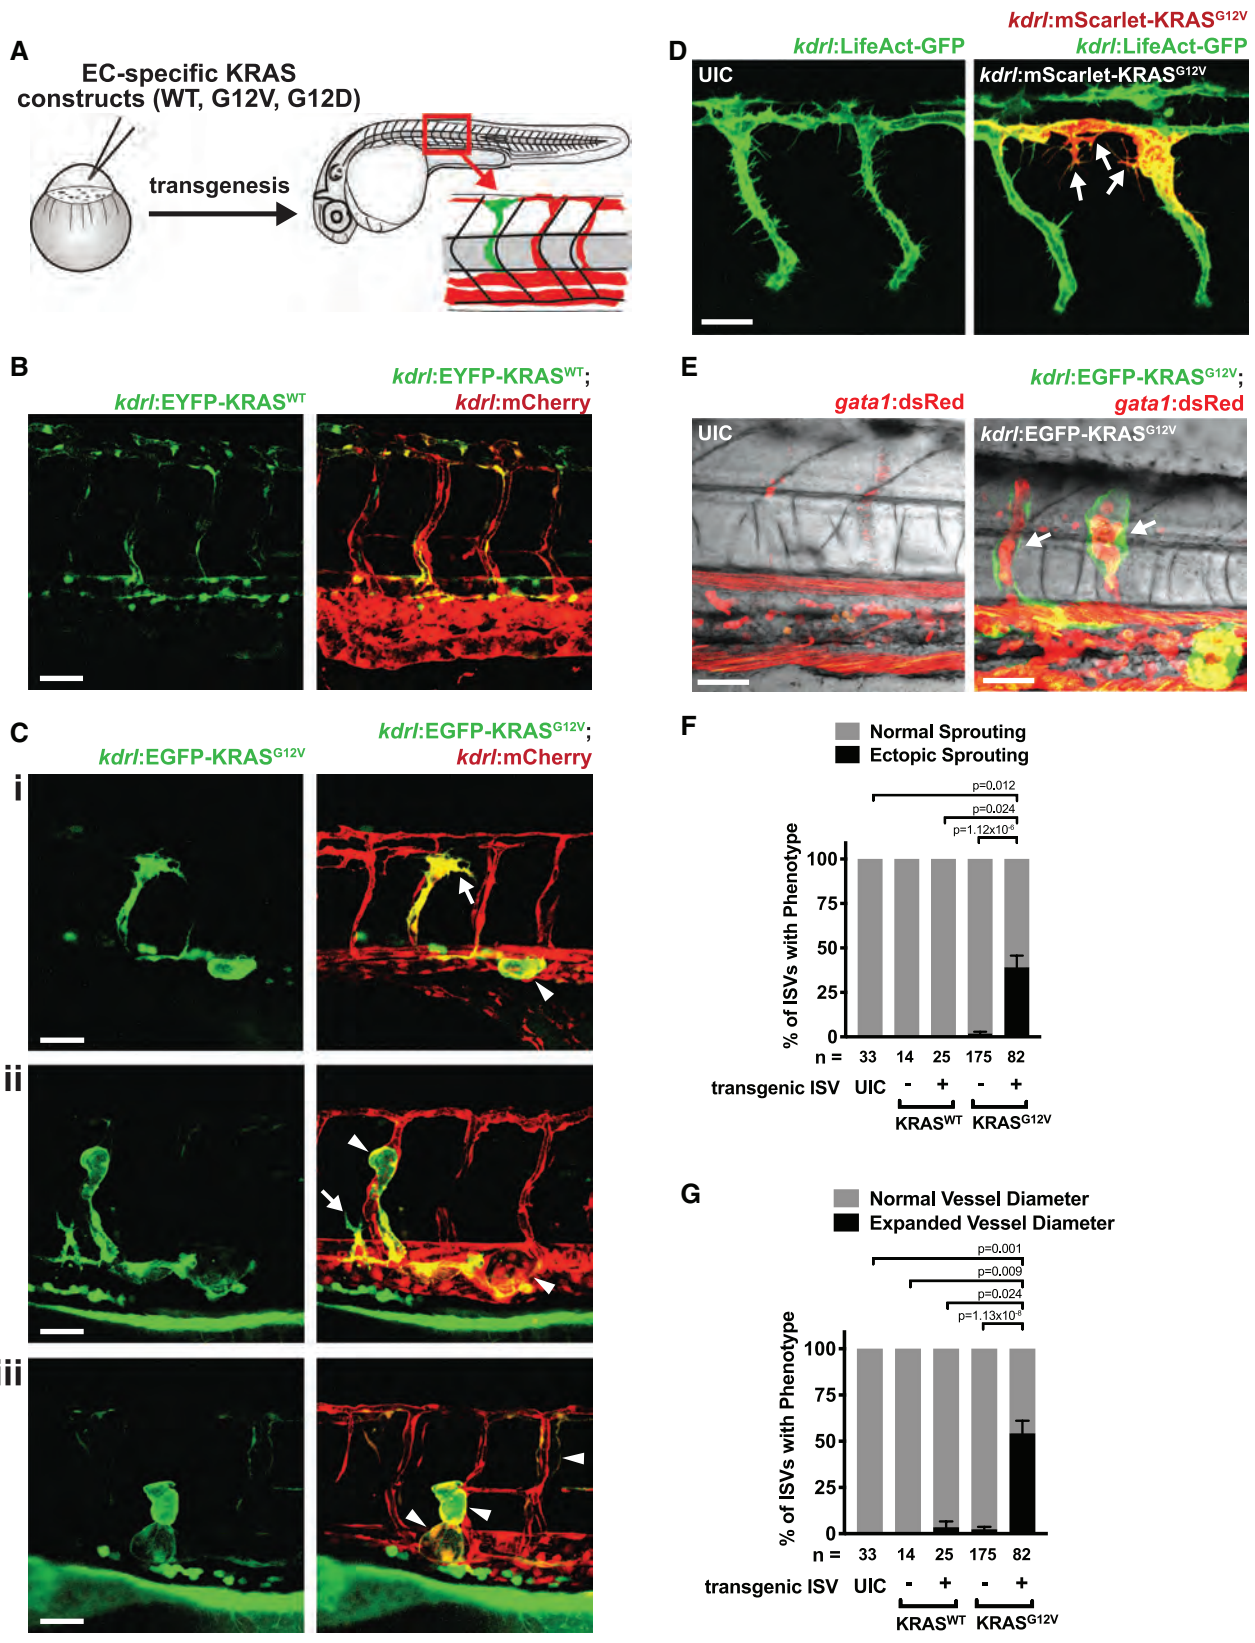 A
EC-specific KRAS
constructs (WT, G12V, G12D)
transgenesis
B
kdrl:EYFP-KRASWT
kdrl:EYFP-KRASWT;
kdrl:mCherry
C
kdrl:EGFP-KRASG12V
kdrl:EGFP-KRASG12V;
kdrl:mCherry
i
ii
iii
D
kdrl:LifeAct-GFP
kdrl:mScarlet-KRASG12V
kdrl:LifeAct-GFP
UIC
kdrl:mScarlet-KRASG12V
E
gata1:dsRed
kdrl:EGFP-KRASG12V;
gata1:dsRed
UIC
kdrl:EGFP-KRASG12V
F
Normal Sprouting
Ectopic Sprouting
p=0.012
p=0.024
p=1.12x10-6
% of ISVs with Phenotype
100
75
50
25
0
n = 33 14 25 175 82
transgenic ISV UIC - + - +
KRASWT KRASG12V
G
Normal Vessel Diameter
Expanded Vessel Diameter
p=0.001
p=0.009
p=0.024
p=1.13x10-8
% of ISVs with Phenotype
100
75
50
25
0
n = 33 14 25 175 82
transgenic ISV UIC - + - +
KRASWT KRASG12V